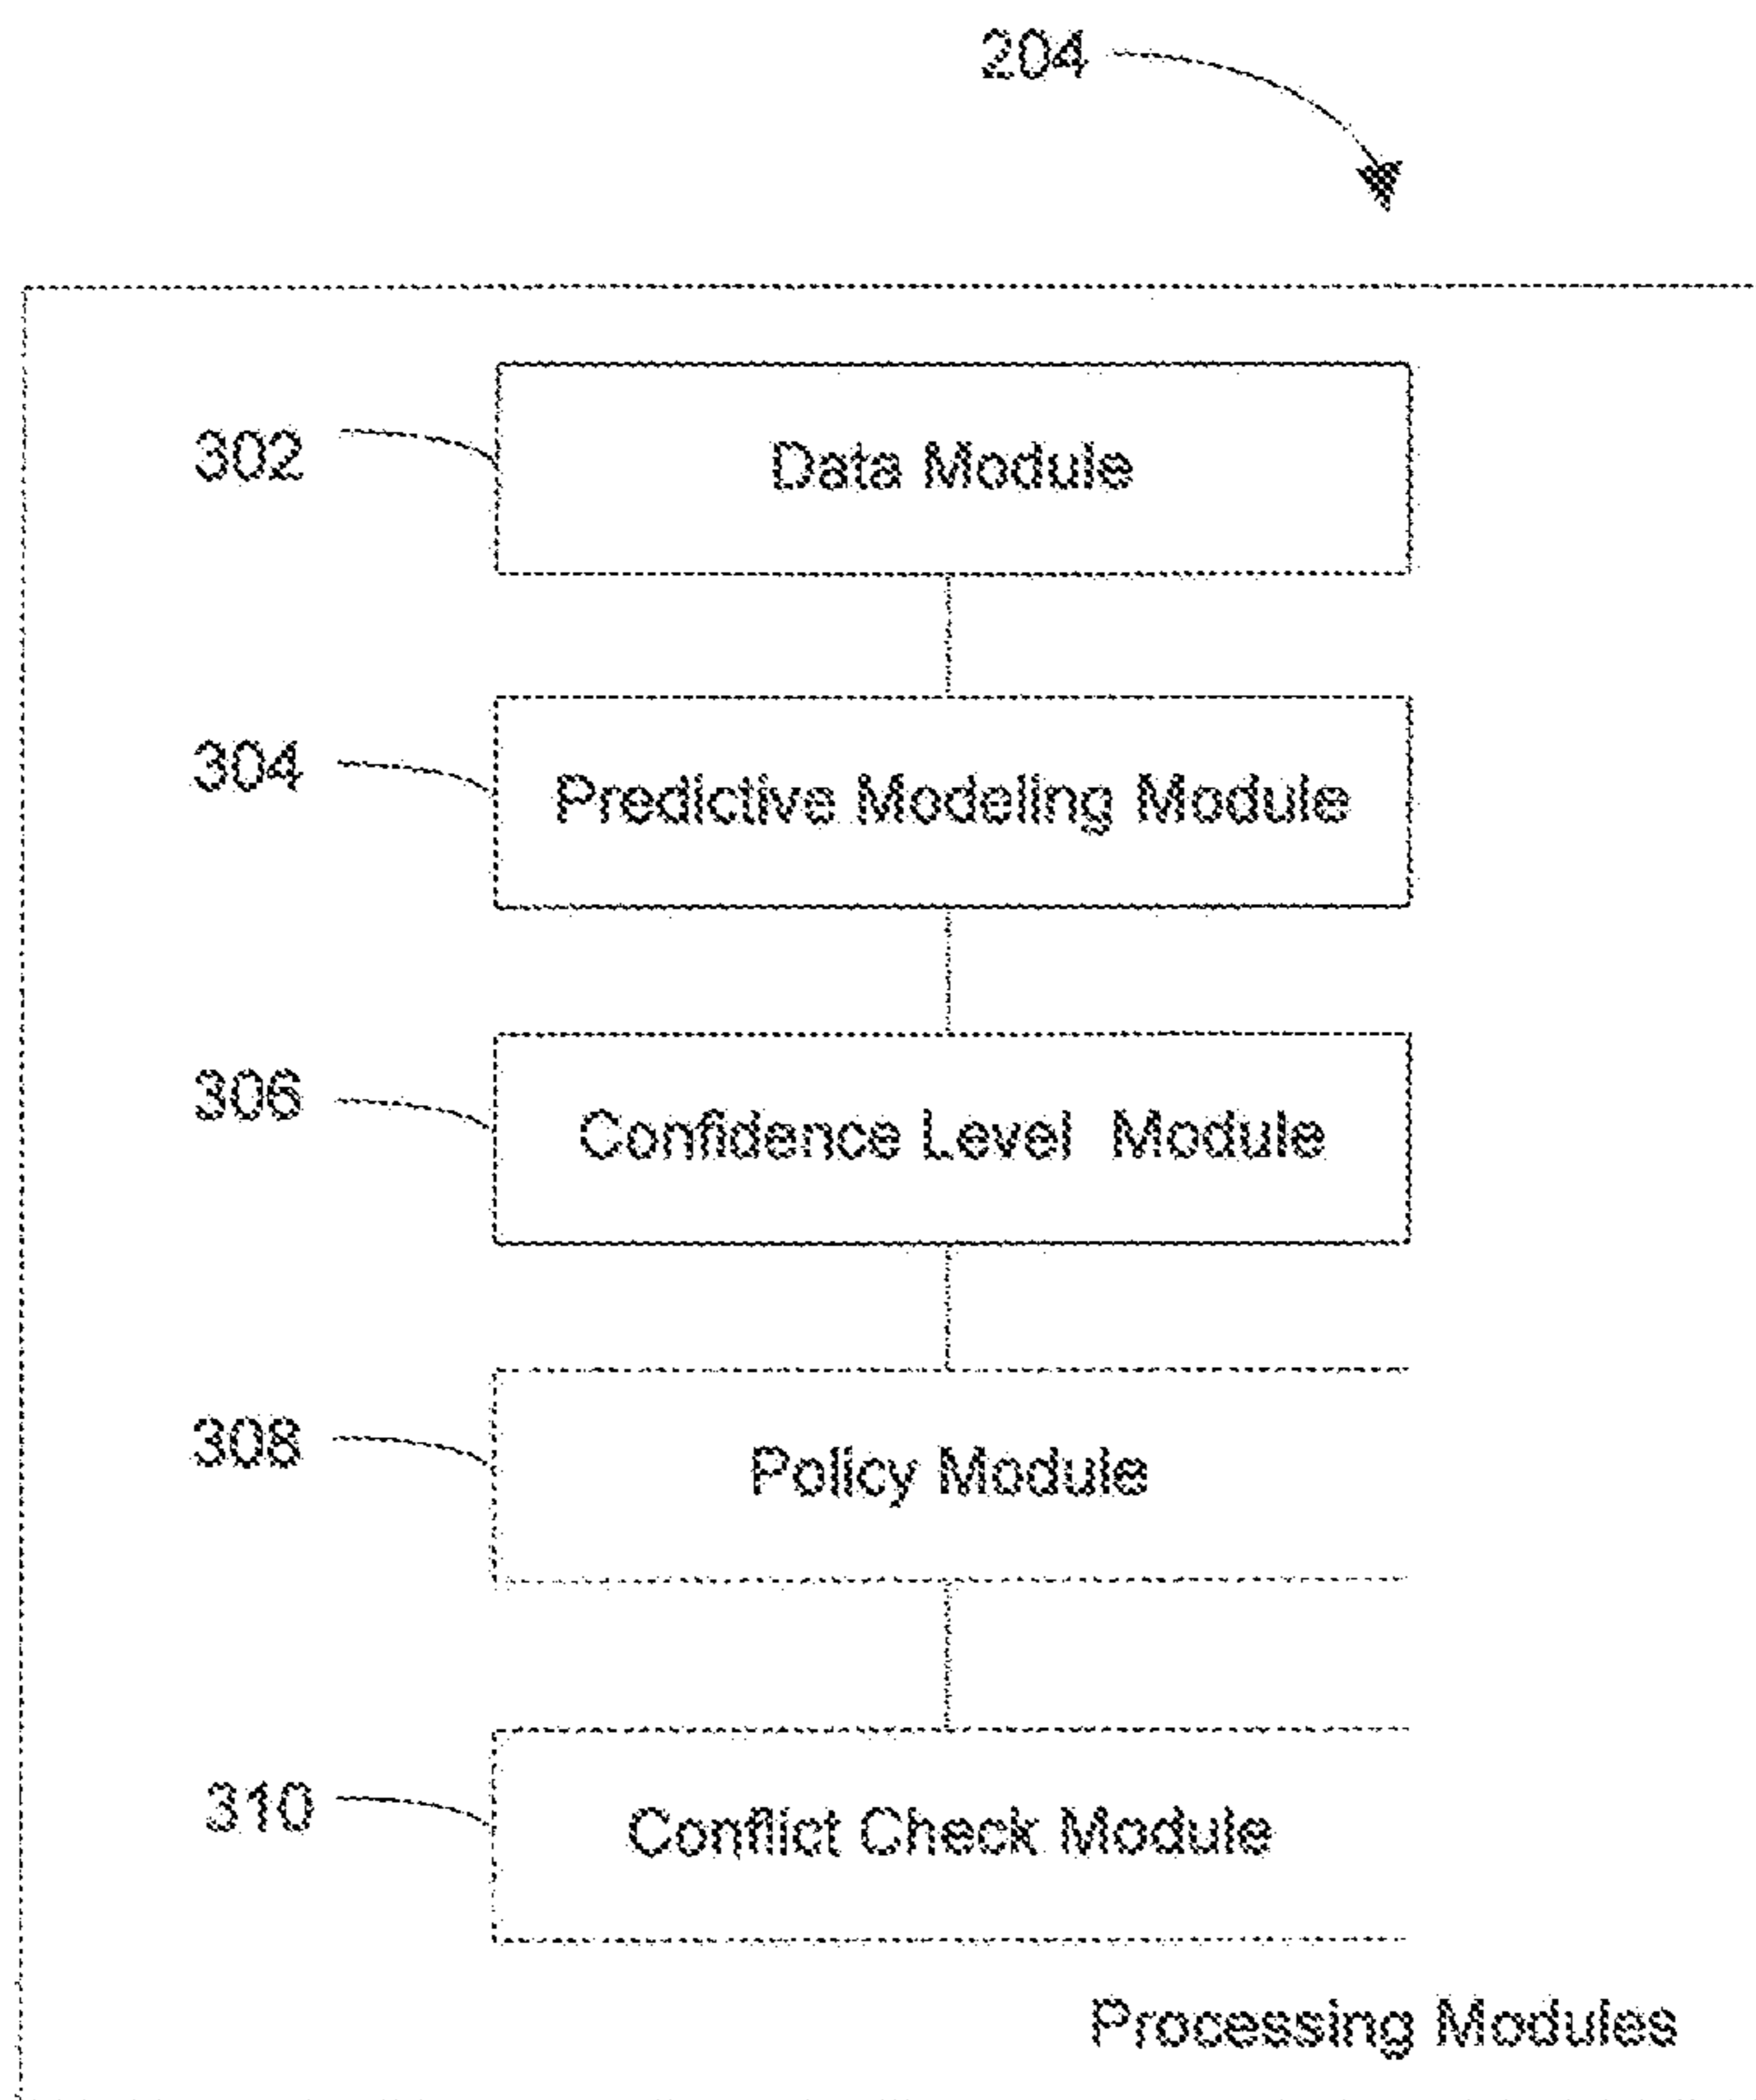 204
302
Data Module
304
Predictive Modeling Module
306
Confidence Level Module
308
Policy Module
310
Conflict Check Module
Processing Modules